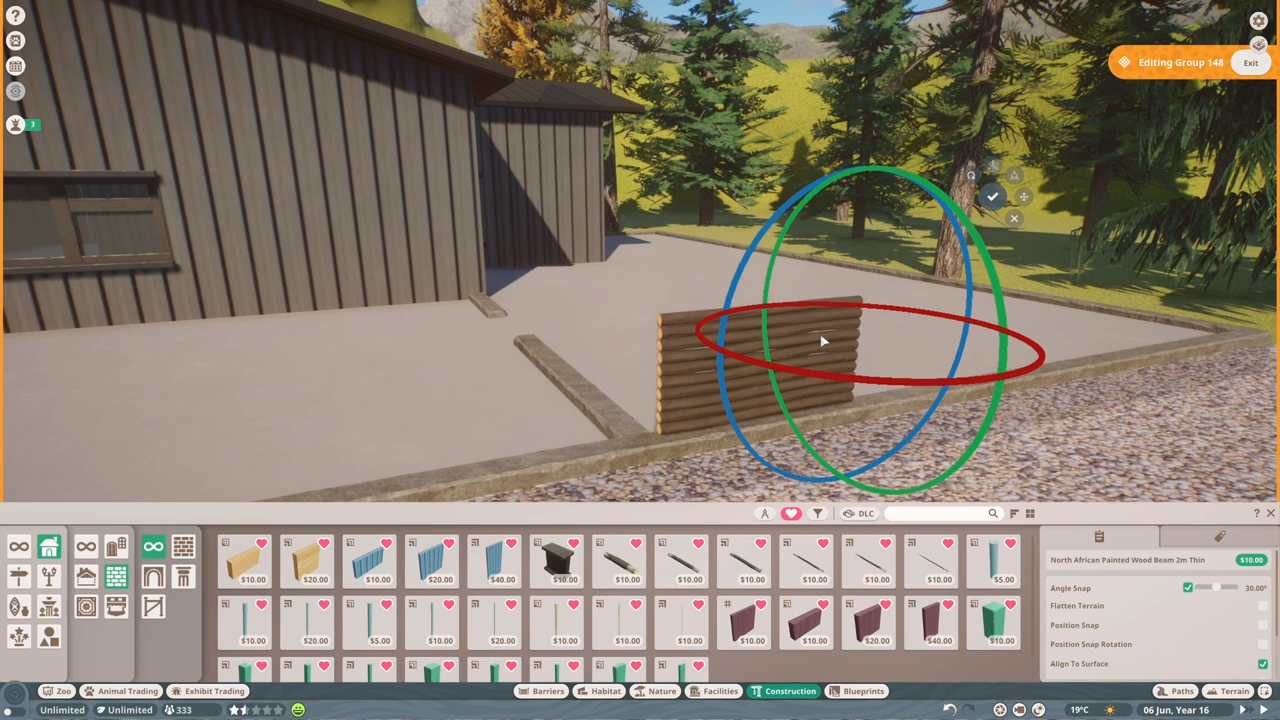 ?
Editing Group 148
Exit
3
DLC
?
$10.00 $20.00 $10.00 $20.00 $40.00 $10.00 $10.00 $10.00 $10.00 $10.00 $10.00 $10.00 $5.00
$10.00 $20.00 $5.00 $10.00 $20.00 $10.00 $10.00 $10.00 $10.00 $10.00 $20.00 $40.00 $10.00
North African Painted Wood Beam 2m Thin $10.00
Angle Snap 30.00°
Flatten Terrain
Position Snap
Position Snap Rotation
Align To Surface
Zoo Animal Trading Exhibit Trading Barriers Habitat Nature Facilities Construction Blueprints Paths Terrain
Unlimited Unlimited 333 19°C 06 Jun, Year 16